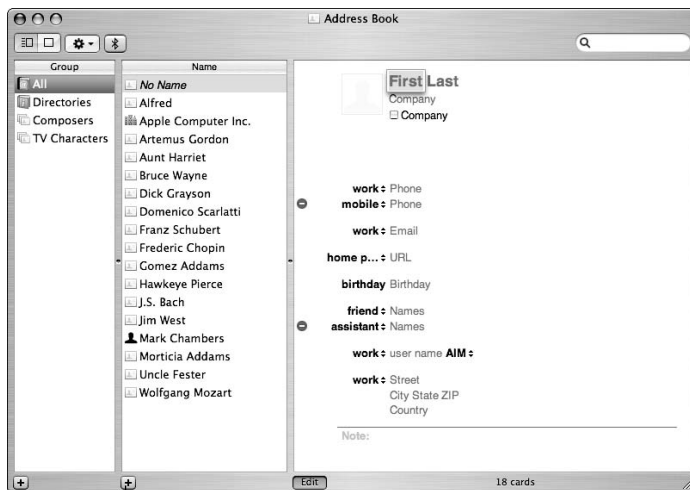 Address Book
Group
Name
All
Directories
Composers
TV Characters
No Name
Alfred
Apple Computer Inc.
Artemus Gordon
Aunt Harriet
Bruce Wayne
Dick Grayson
Domenico Scarlatti
Franz Schubert
Frederic Chopin
Gomez Addams
Hawkeye Pierce
J.S. Bach
Jim West
Mark Chambers
Morticia Addams
Uncle Fester
Wolfgang Mozart
First Last
Company
Company
work Phone
mobile Phone
work Email
home p... URL
birthday Birthday
friend Names
assistant Names
work user name AIM
work Street
City State ZIP
Country
Note:
Edit
18 cards